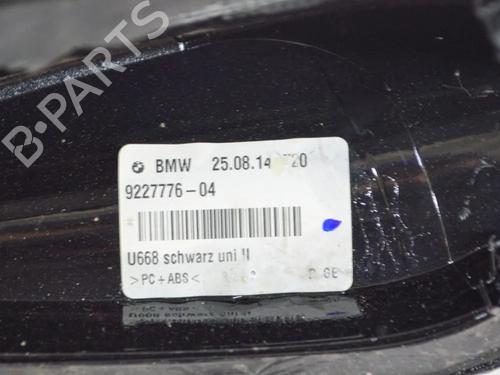 B-PARTS
BMW 25.08.14
9227776-04
U668 schwarz uni II
>PC+ABS<